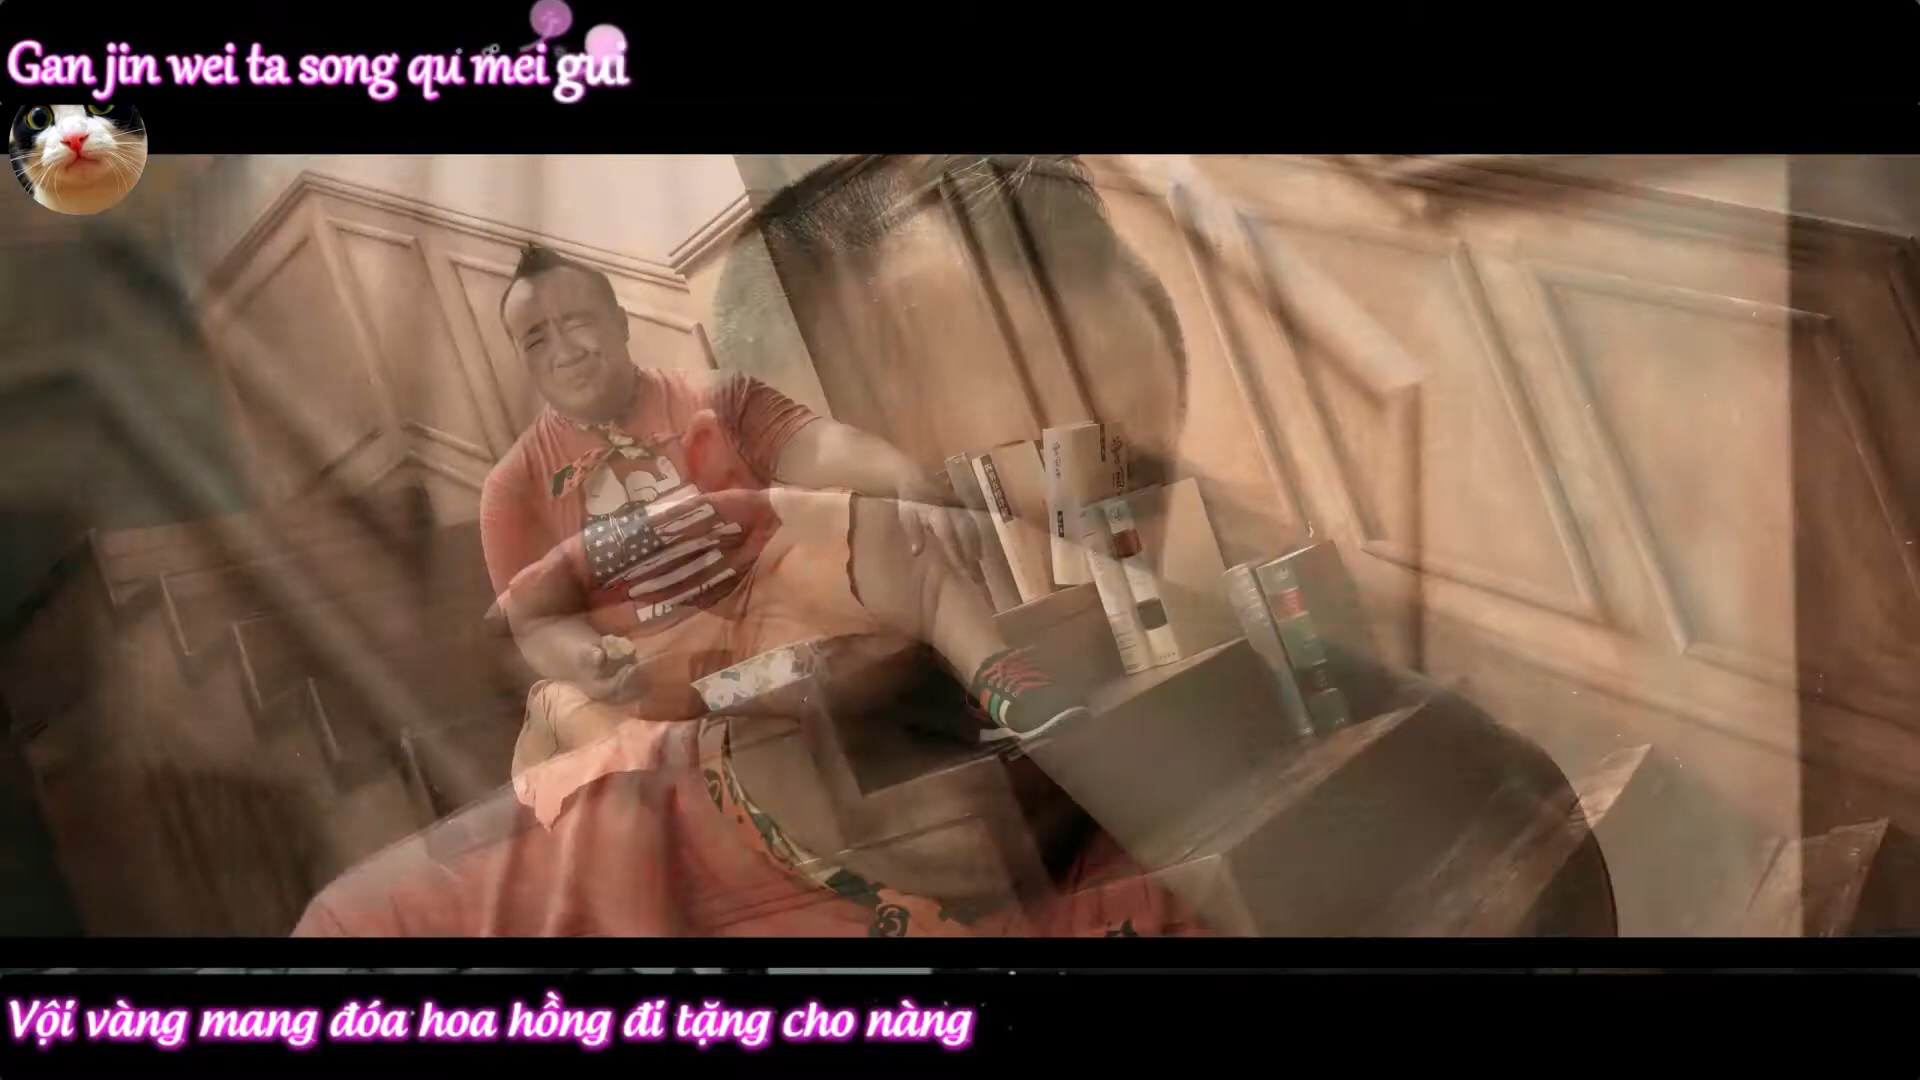 Gan jin wei ta song qu mei gui
Vội vàng mang đóa hoa hồng đi tặng cho nàng